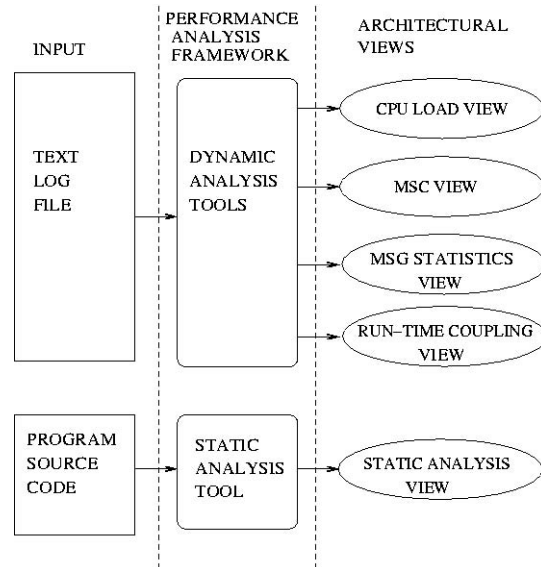 INPUT
PERFORMANCE
ANALYSIS
FRAMEWORK
ARCHITECTURAL
VIEWS
TEXT
LOG
FILE
DYNAMIC
ANALYSIS
TOOLS
CPU LOAD VIEW
MSC VIEW
MSG STATISTICS
VIEW
RUN–TIME COUPLING
VIEW
PROGRAM
SOURCE
CODE
STATIC
ANALYSIS
TOOL
STATIC ANALYSIS
VIEW